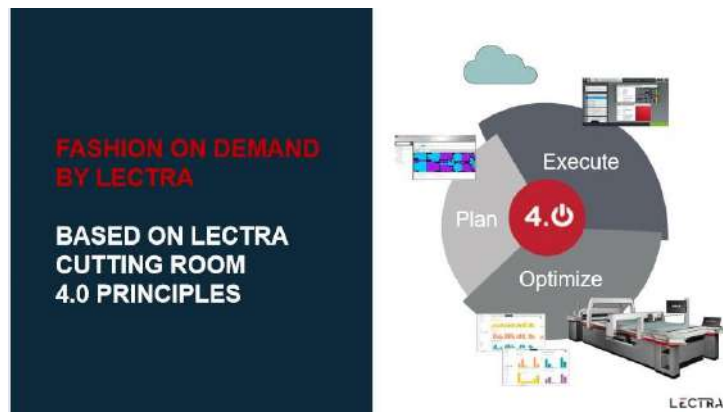 FASHION ON DEMAND
BY LECTRA
BASED ON LECTRA
CUTTING ROOM
4.0 PRINCIPLES
Execute
Plan
4.0
Optimize
LECTRA